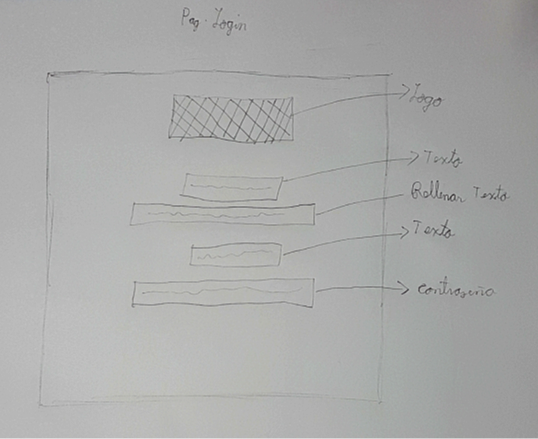 Pag. Login
Logo
Texto
Rellenar Texto
Texto
Contraseña